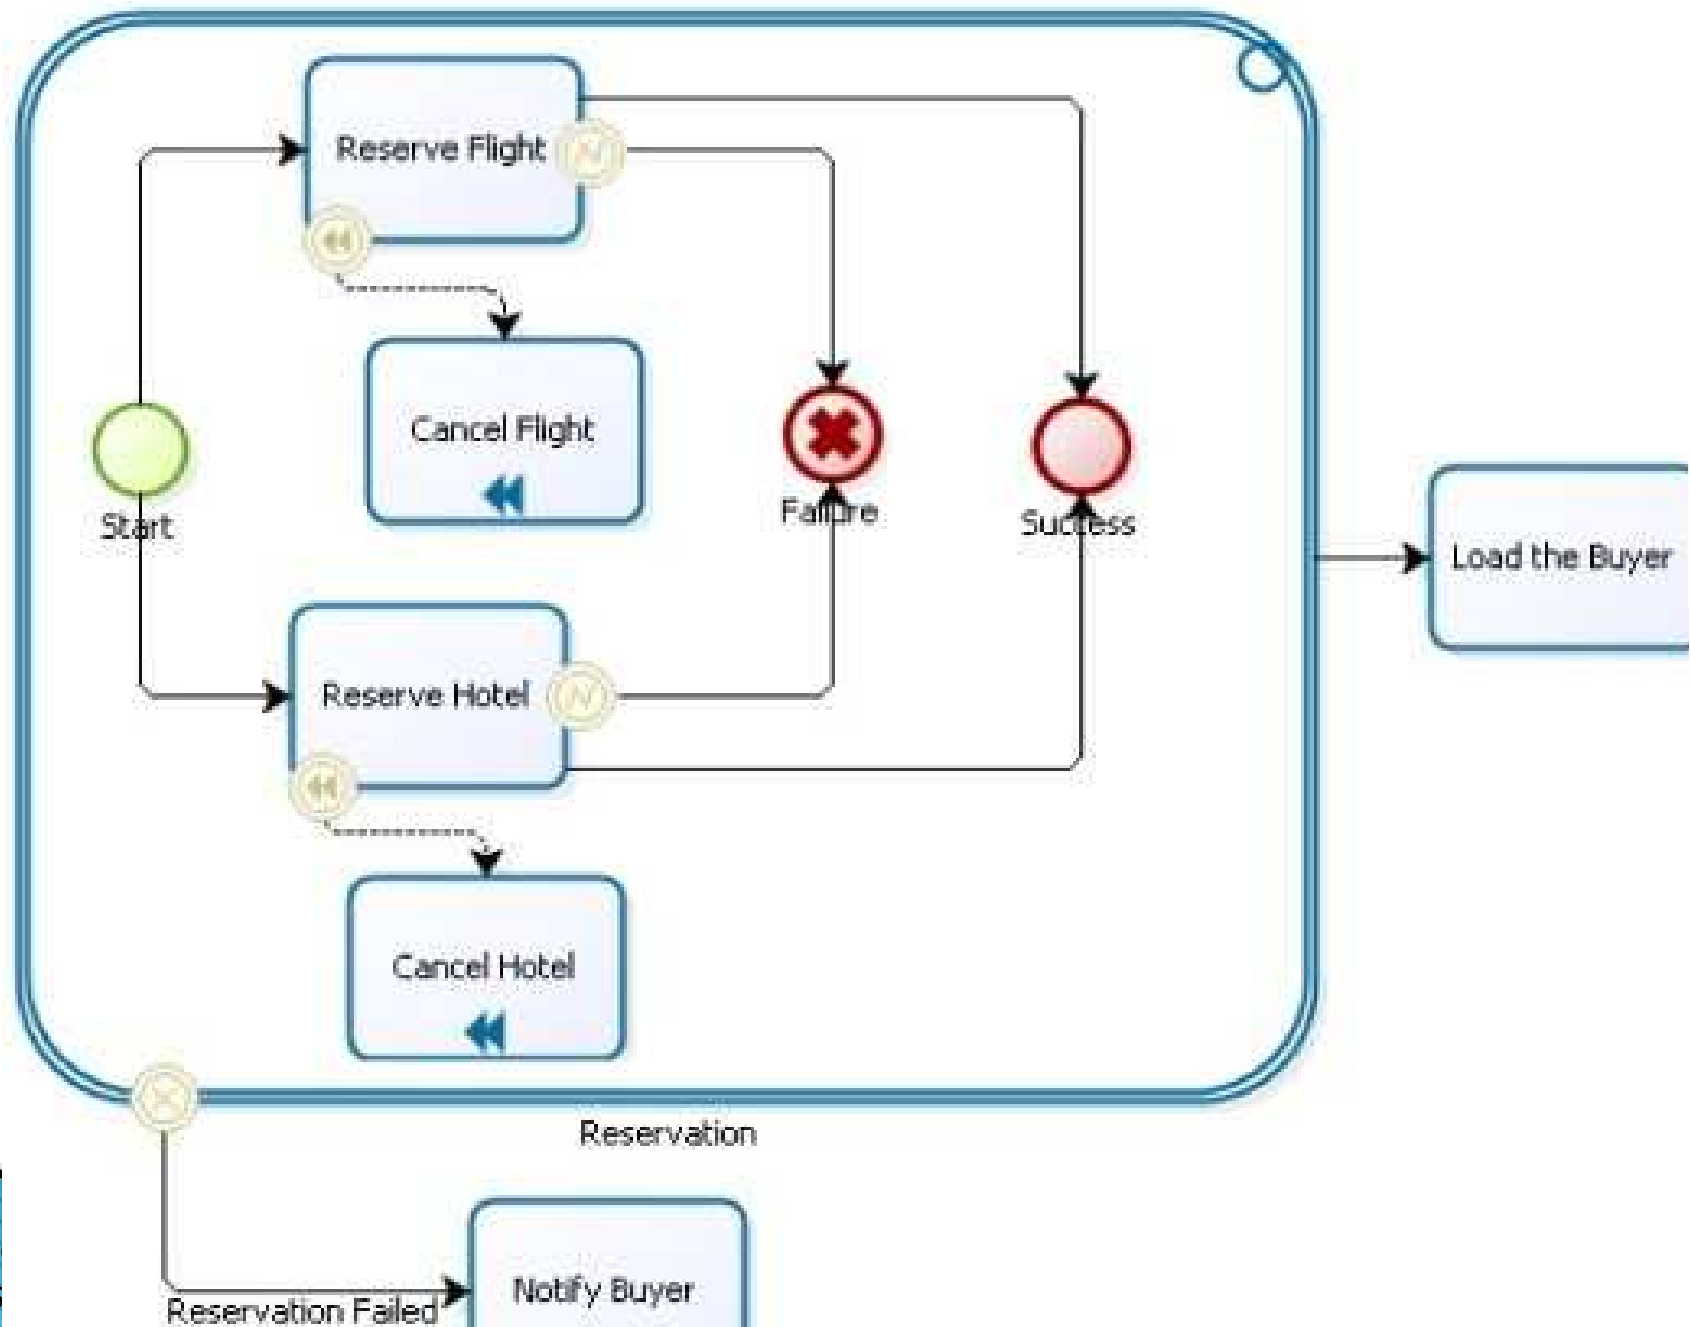 Reserve Flight
Cancel Flight
Start
Failure
Success
Load the Buyer
Reserve Hotel
Cancel Hotel
Reservation
Notify Buyer
Reservation Failed